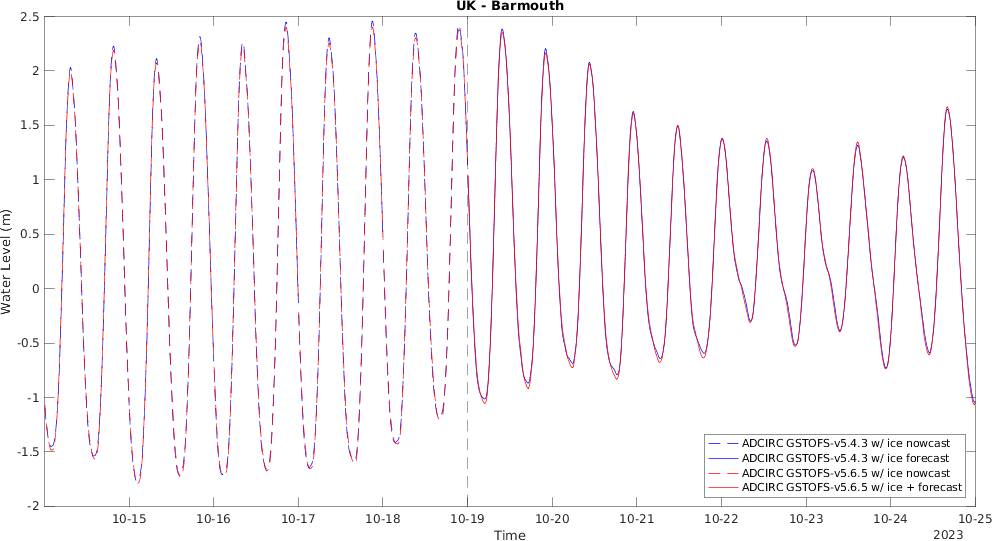 UK - Barmouth
2.5
2
1.5
1
0.5
0
-0.5
-1
-1.5
-2
Water Level (m)
ADCIRC GSTOFS-v5.4.3 w/ ice nowcast
ADCIRC GSTOFS-v5.4.3 w/ ice forecast
ADCIRC GSTOFS-v5.6.5 w/ ice nowcast
ADCIRC GSTOFS-v5.6.5 w/ ice + forecast
10-15 10-16 10-17 10-18 10-19 10-20 10-21 10-22 10-23 10-24 10-25
Time
2023